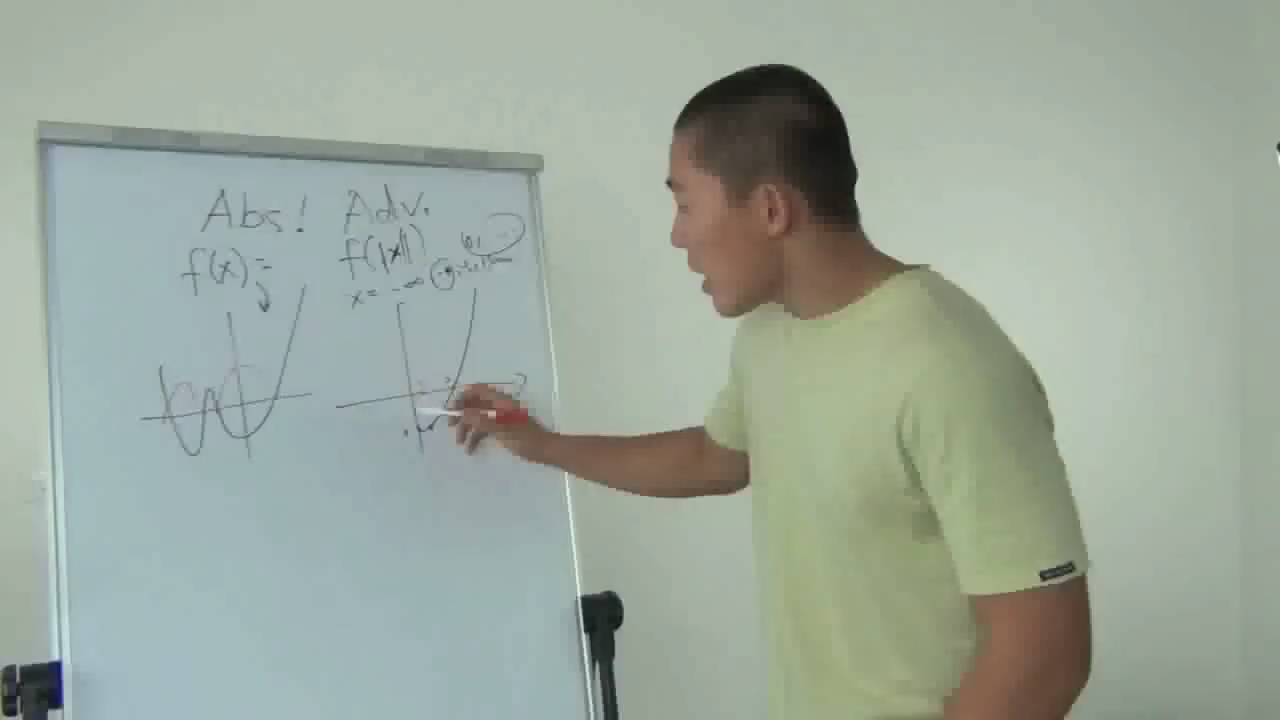 Abs! Adv.
f(x)= f(|x|)
x = -∞